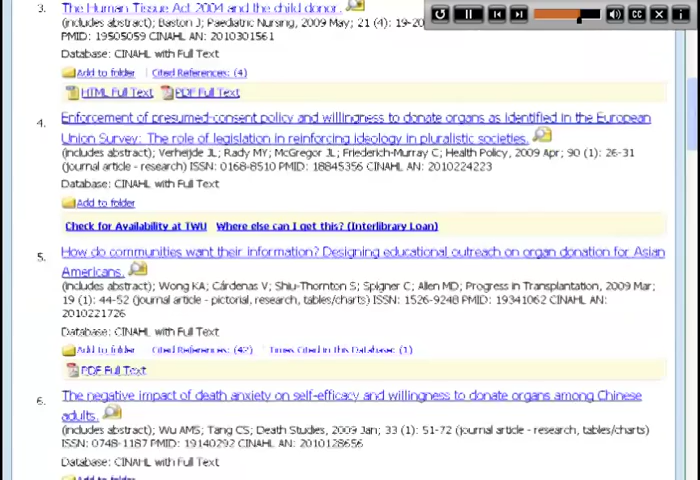 3. The Human Tissue Act 2004 and the child donor.
(includes abstract); Baston J; Paediatric Nursing, 2009 May; 21 (4): 19-20
PMID: 19505059 CINAHL AN: 2010301561
Database: CINAHL with Full Text
Add to folder | Cited References: (4)
HTML Full Text PDF Full Text
CC
4. Enforcement of presumed-consent policy and willingness to donate organs as identified in the European
Union Survey: The role of legislation in reinforcing ideology in pluralistic societies.
(includes abstract); Verheijde JL; Rady MY; McGregor JL; Friederich-Murray C; Health Policy, 2009 Apr; 90 (1): 26-31
(journal article - research) ISSN: 0168-8510 PMID: 18845356 CINAHL AN: 2010224223
Database: CINAHL with Full Text
Add to folder
Check for Availability at TWU Where else can I get this? (Interlibrary Loan)
5. How do communities want their information? Designing educational outreach on organ donation for Asian
Americans.
(includes abstract); Wong KA; Cárdenas V; Shiu-Thornton S; Spigner C; Allen MD; Progress in Transplantation, 2009 Mar;
19 (1): 44-52 (journal article - pictorial, research, tables/charts) ISSN: 1526-9248 PMID: 19341062 CINAHL AN:
2010221726
Database: CINAHL with Full Text
Add to folder Cited References: (42) | Times Cited in this Database: (1)
PDF Full Text
6. The negative impact of death anxiety on self-efficacy and willingness to donate organs among Chinese
adults.
(includes abstract); Wu AMS; Tang CS; Death Studies, 2009 Jan; 33 (1): 51-72 (journal article - research, tables/charts)
ISSN: 0748-1187 PMID: 19140292 CINAHL AN: 2010128656
Database: CINAHL with Full Text
Add to folder